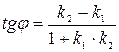 tgφ = (k₂ - k₁) / (1 + k₁ · k₂)